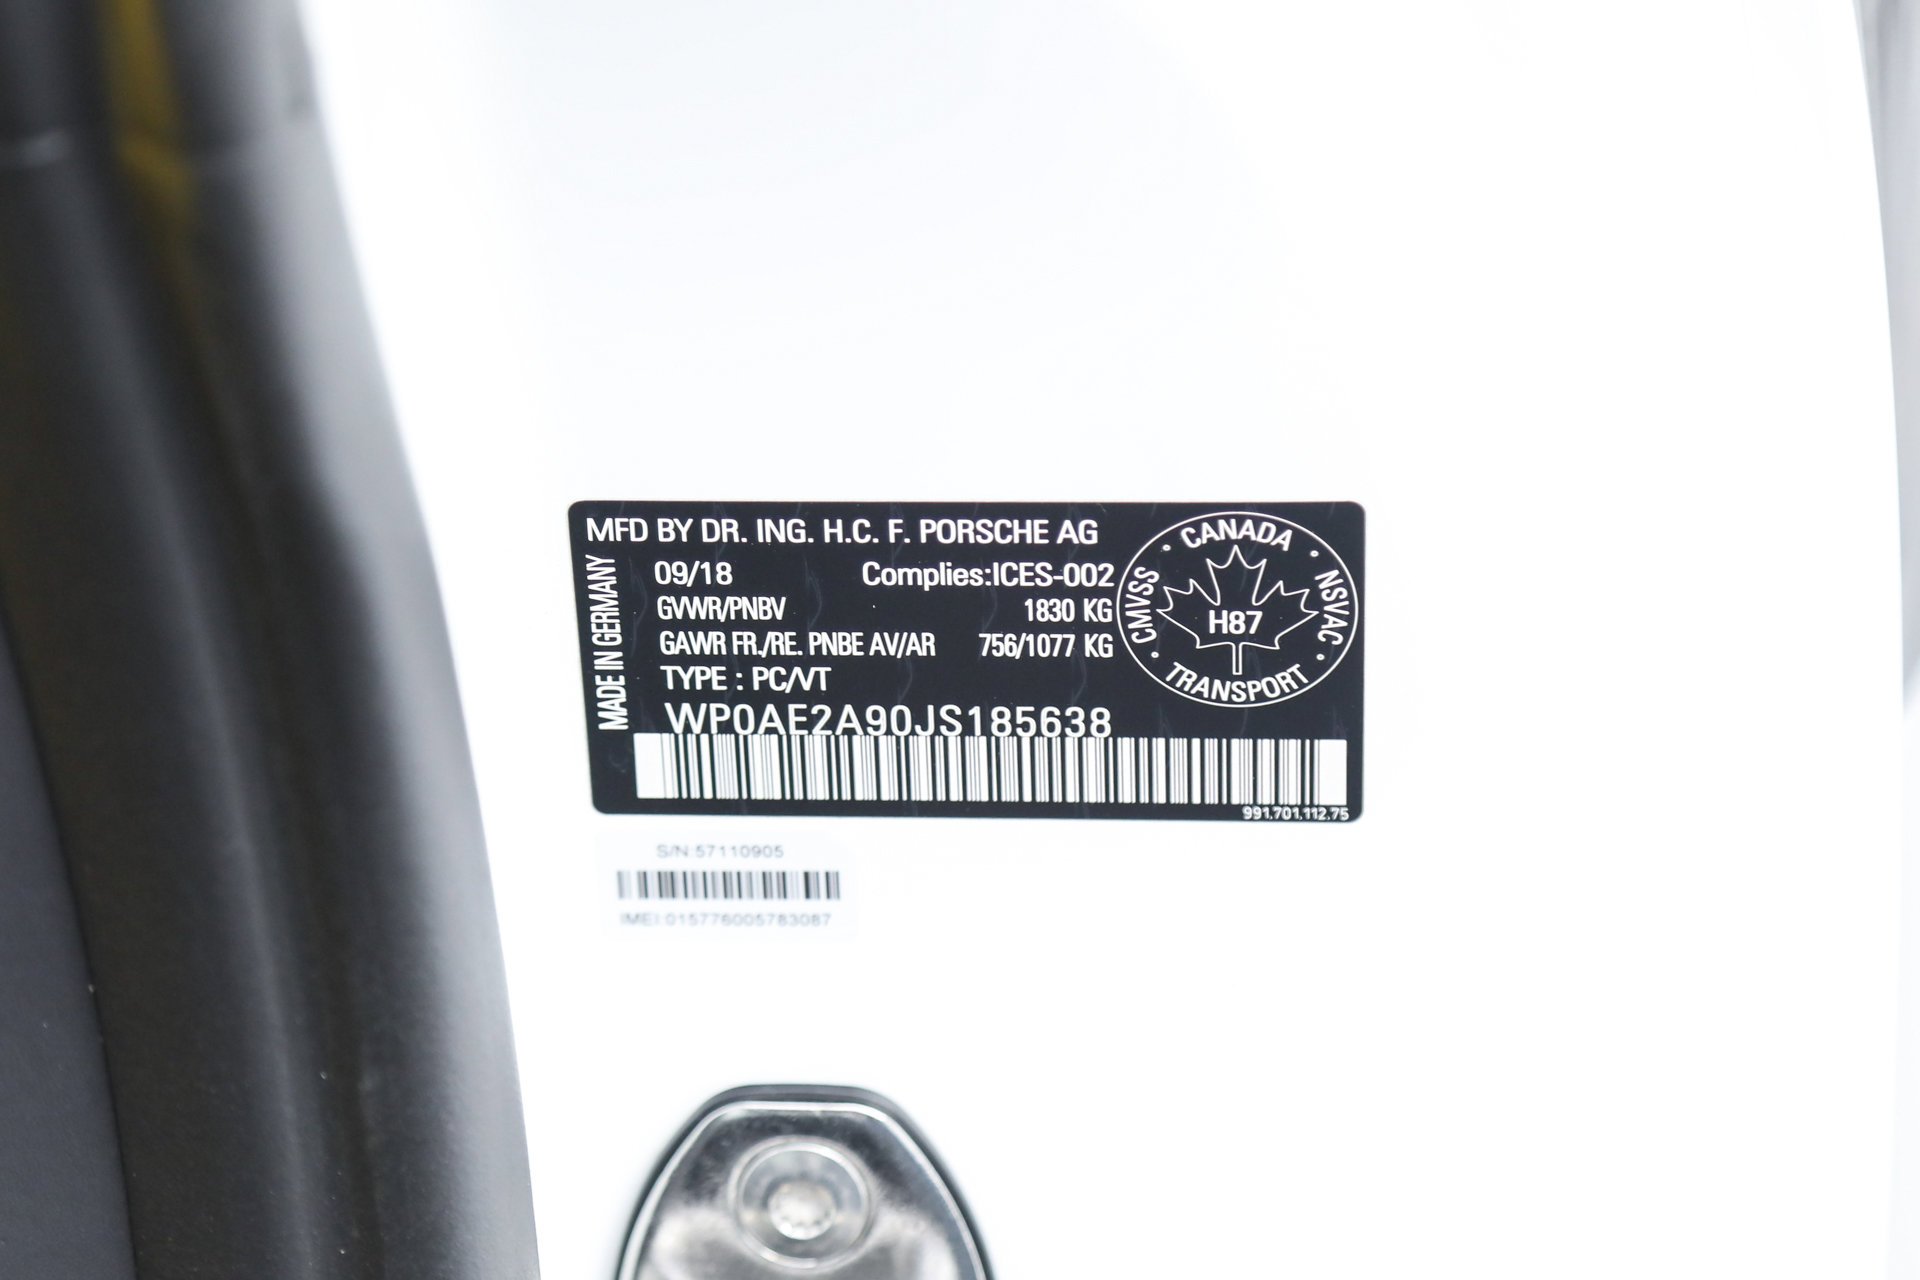 MFD BY DR. ING. H.C. F. PORSCHE AG
MADE IN GERMANY
09/18 Complies:ICES-002
GVWR/PNBV 1830 KG
GAWR FR./RE. PNBE AV/AR 756/1077 KG
TYPE : PC/VT
WP0AE2A90JS185638
991.701.112.75
CANADA
CMVSS
NSVAC
H87
TRANSPORT
S/N:57110905
IMEI:015776005783087